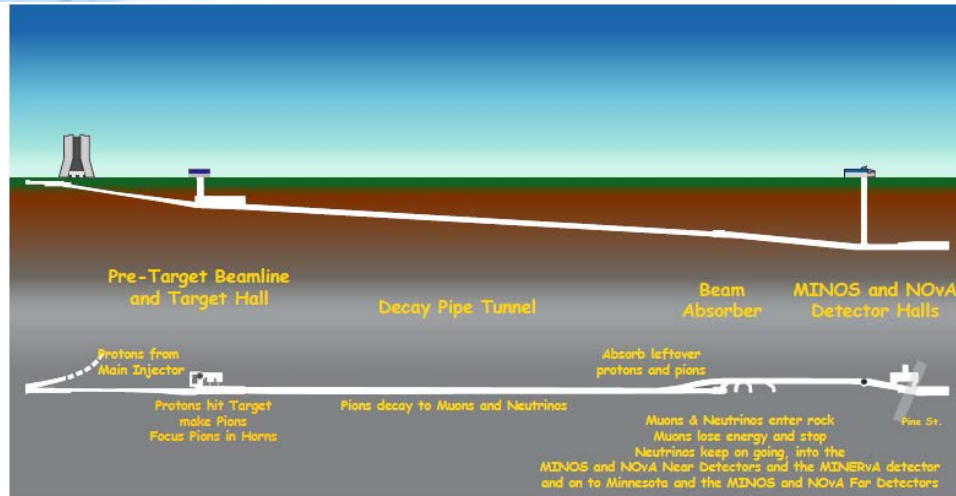 Pre-Target Beamline
and Target Hall
Decay Pipe Tunnel
Beam
Absorber
MINOS and NOvA
Detector Halls
Protons from
Main Injector
Absorb leftover
protons and pions
Protons hit Target
make Pions
Focus Pions in Horns
Pions decay to Muons and Neutrinos
Pine St.
Muons & Neutrinos enter rock
Muons lose energy and stop
Neutrinos keep on going, into the
MINOS and NOvA Near Detectors and the MINERvA detector
and on to Minnesota and the MINOS and NOvA Far Detectors